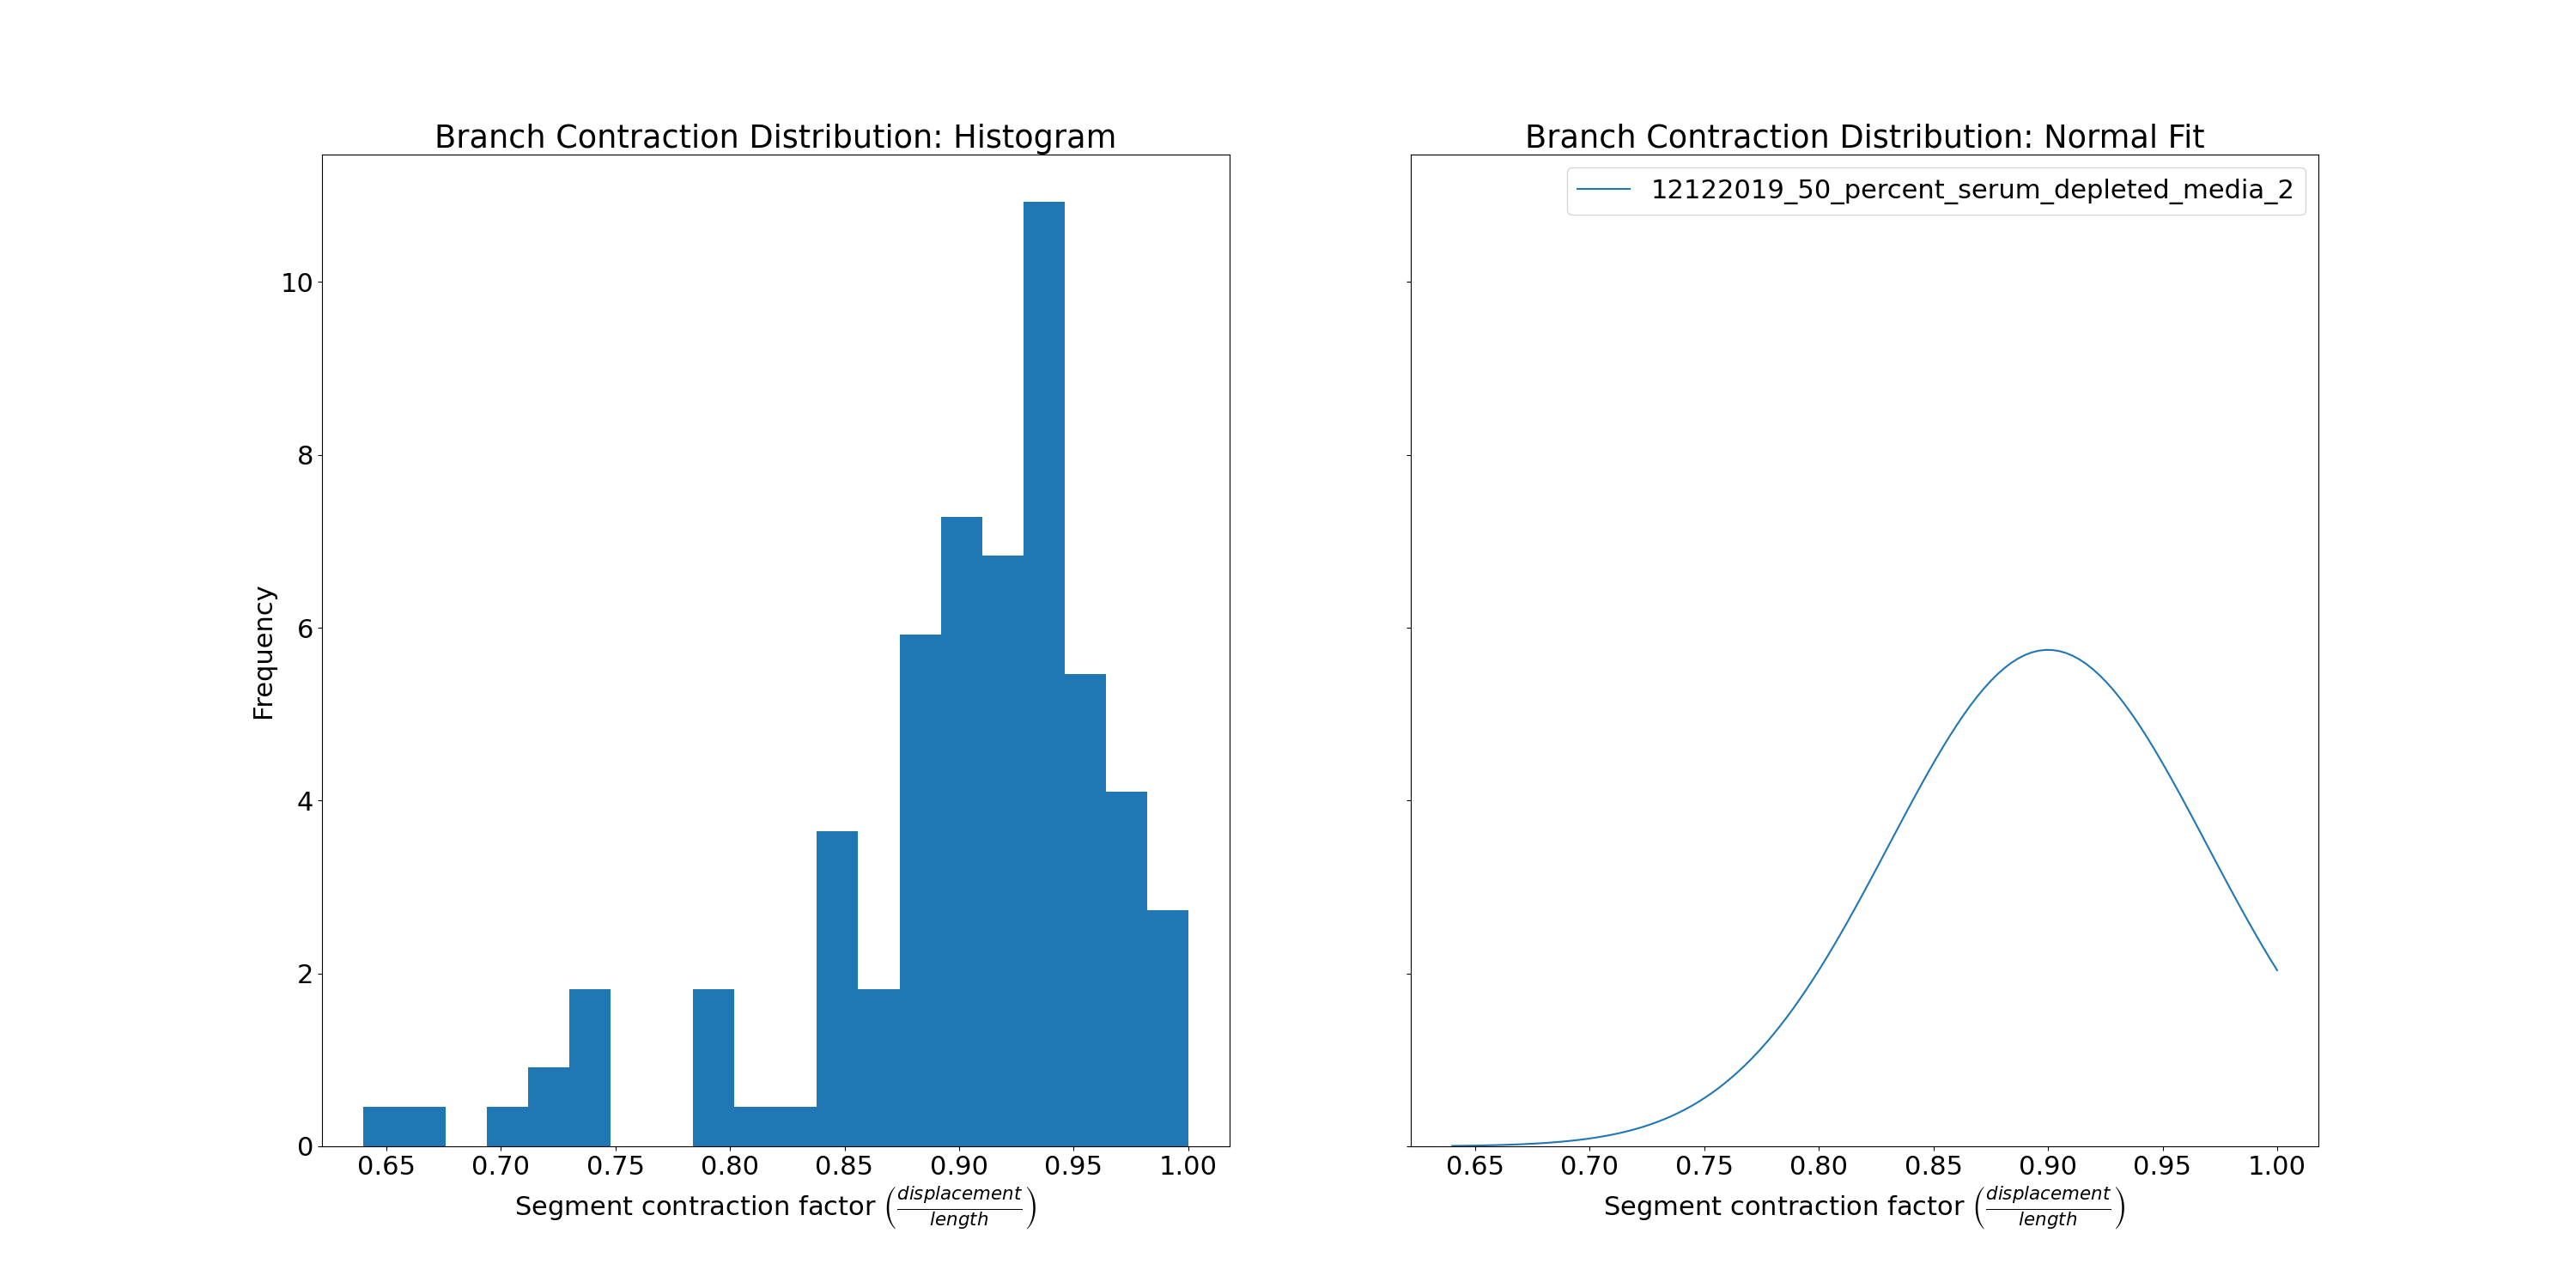 Branch Contraction Distribution: Histogram
10
8
6
4
2
0
Frequency
0.65 0.70 0.75 0.80 0.85 0.90 0.95 1.00
Segment contraction factor (displacement/length)
Branch Contraction Distribution: Normal Fit
12122019_50_percent_serum_depleted_media_2
0.65 0.70 0.75 0.80 0.85 0.90 0.95 1.00
Segment contraction factor (displacement/length)